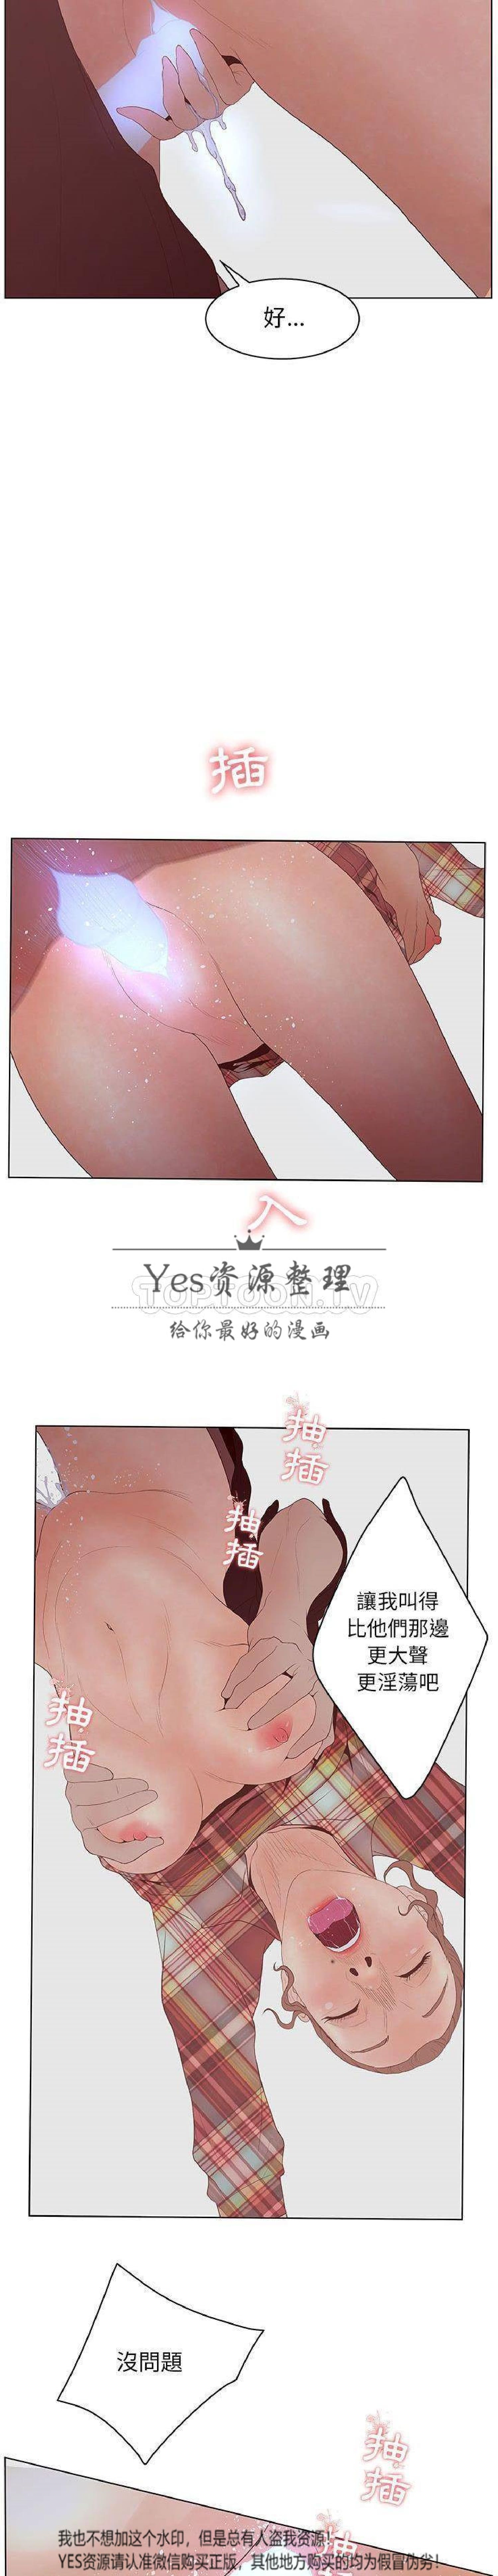 好...
插
入
Yes资源整理
TOPTOON.TV
给你最好的漫画
抽
插
抽
插
抽
插
讓我叫得
比他們那邊
更大聲
更淫蕩吧
沒問題
抽
插
我也不想加这个水印，但是总有人盗我资源！
YES资源请认准微信购买正版，其他地方购买的均为假冒伪劣！